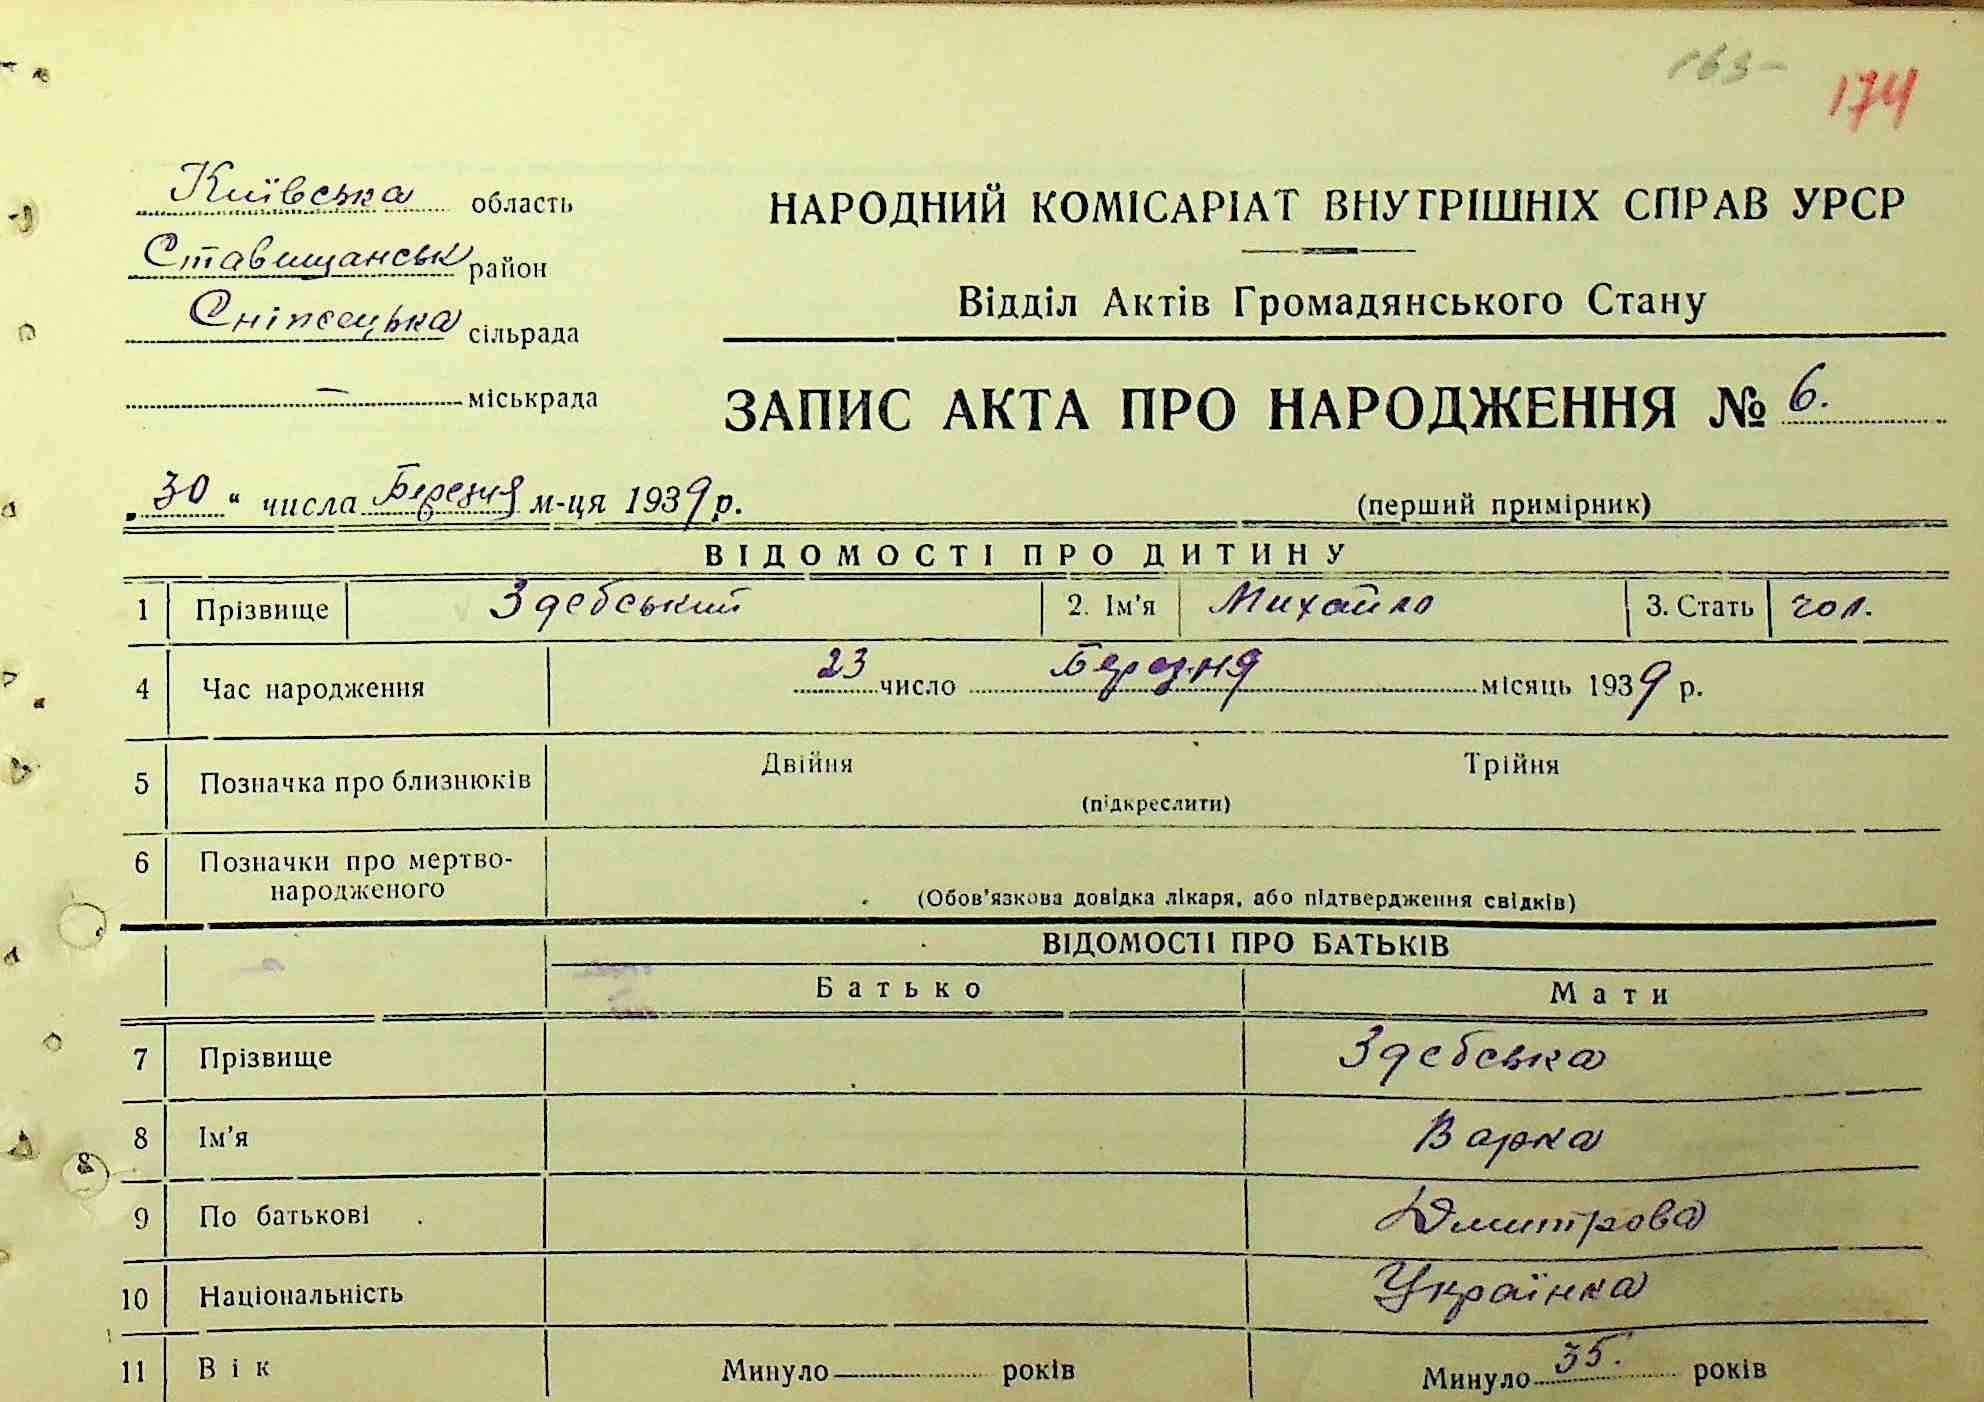 163-
174
Київська область
Ставищанськ район
Сніжецька сільрада
— міськрада
НАРОДНИЙ КОМІСАРІАТ ВНУТРІШНІХ СПРАВ УРСР
Відділ Актів Громадянського Стану
ЗАПИС АКТА ПРО НАРОДЖЕННЯ № 6.
„30“ числа Березня м-ця 1939 р.
(перший примірник)
ВІДОМОСТІ ПРО ДИТИНУ
1 Прізвище Здебський 2. Ім'я Михайло 3. Стать чол.
4 Час народження 23 число Березня місяць 1939 р.
5 Позначка про близнюків Двійня Трійня
(підкреслити)
6 Позначки про мертво-
народженого
(Обов'язкова довідка лікаря, або підтвердження свідків)
ВІДОМОСТІ ПРО БАТЬКІВ
Батько Мати
7 Прізвище Здебська
8 Ім'я Варка
9 По батькові Дмитрова
10 Національність Українка
11 Вік Минуло — років Минуло 35. років